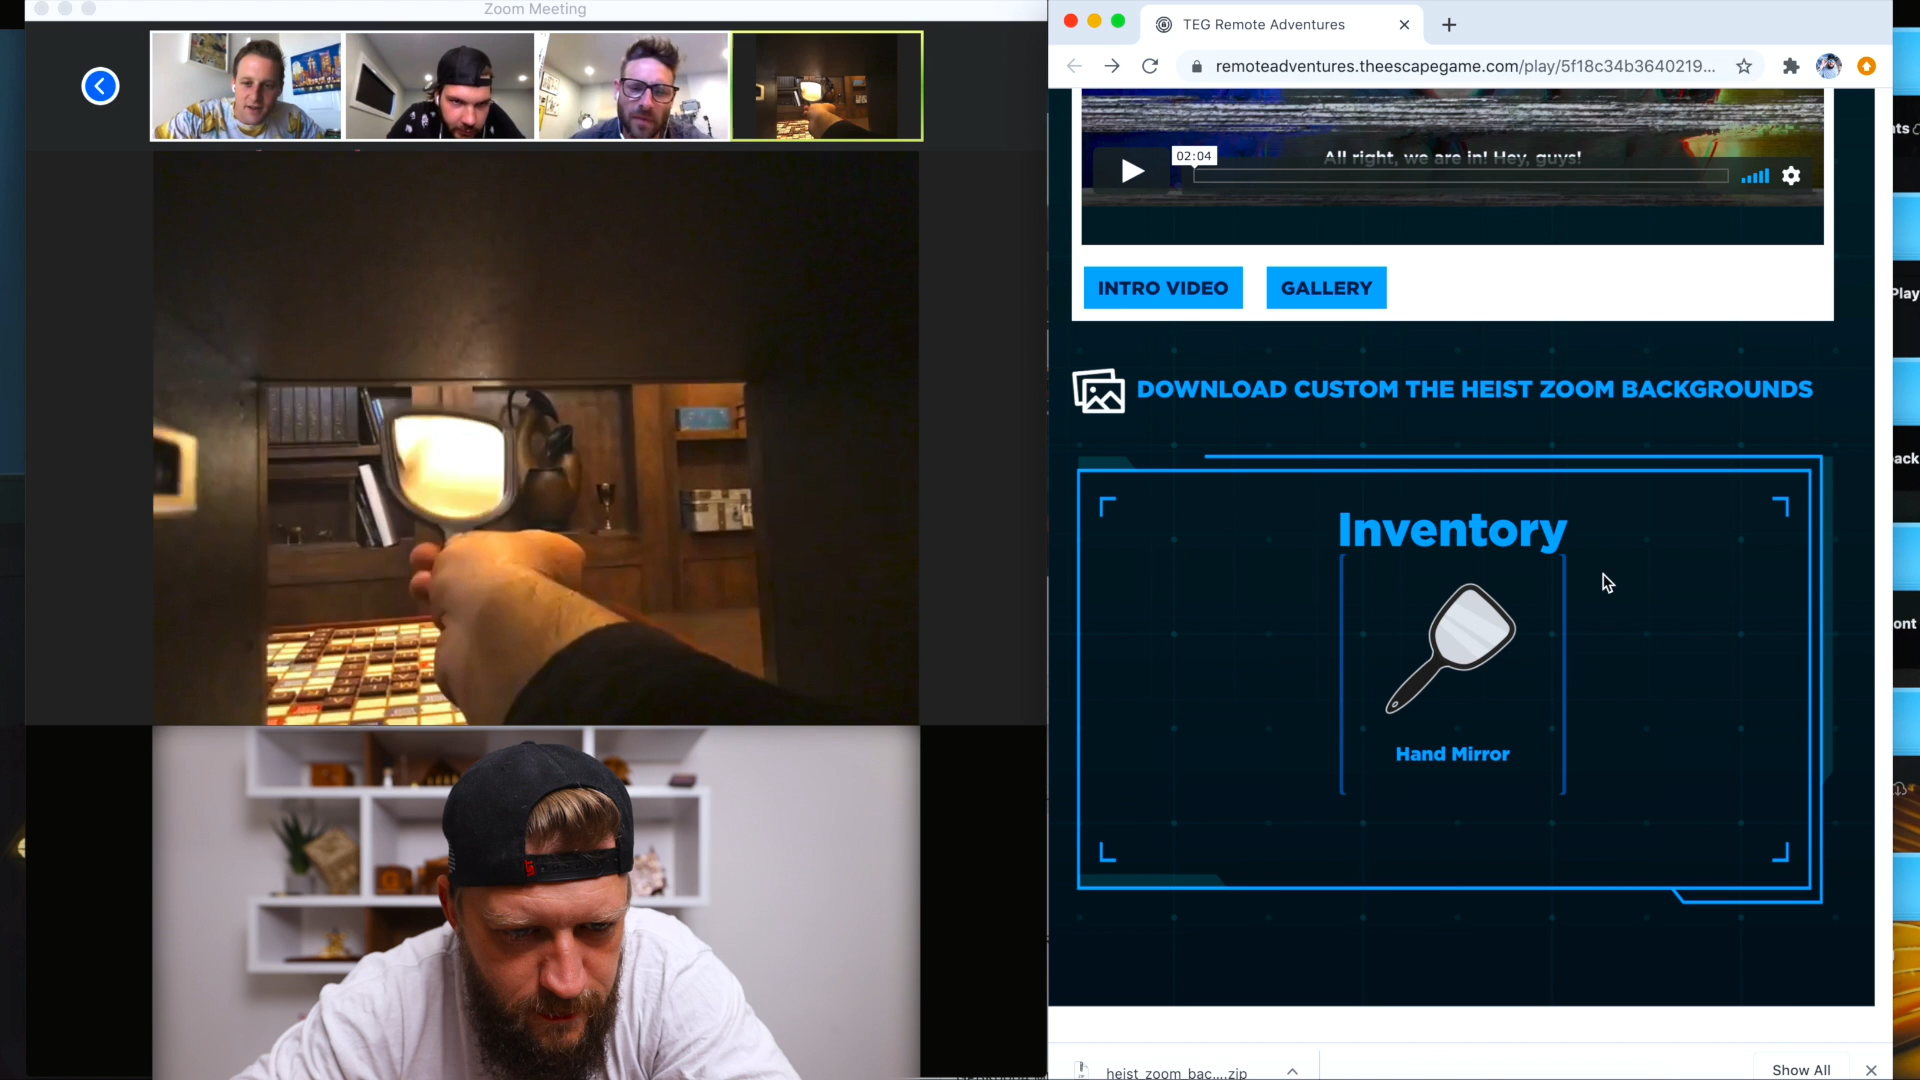 Zoom Meeting
TEG Remote Adventures
remoteadventures.theescapegame.com/play/5f18c34b3640219...
02:04
All right, we are in! Hey, guys!
INTRO VIDEO
GALLERY
DOWNLOAD CUSTOM THE HEIST ZOOM BACKGROUNDS
Inventory
Hand Mirror
heist_zoom_bac....zip
Show All
nts
Play
ack
ont